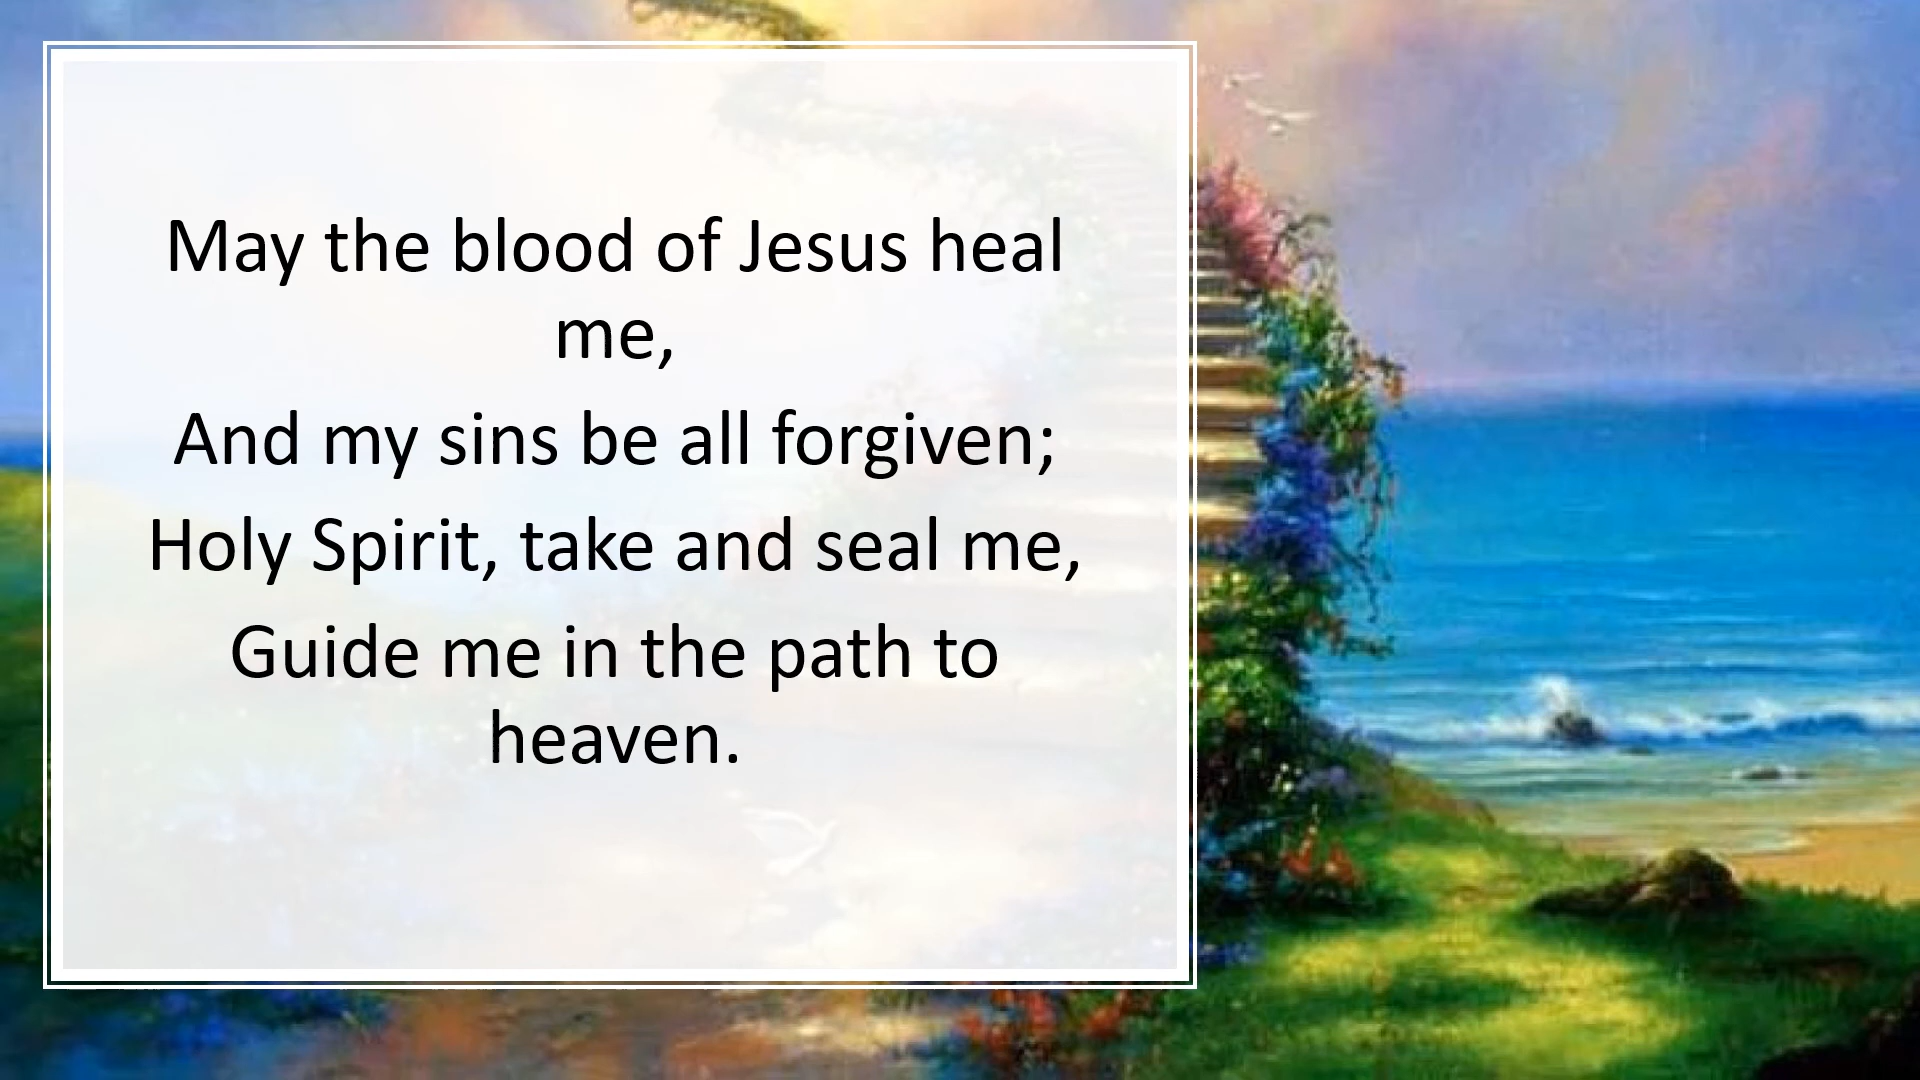 May the blood of Jesus heal
me,
And my sins be all forgiven;
Holy Spirit, take and seal me,
Guide me in the path to
heaven.